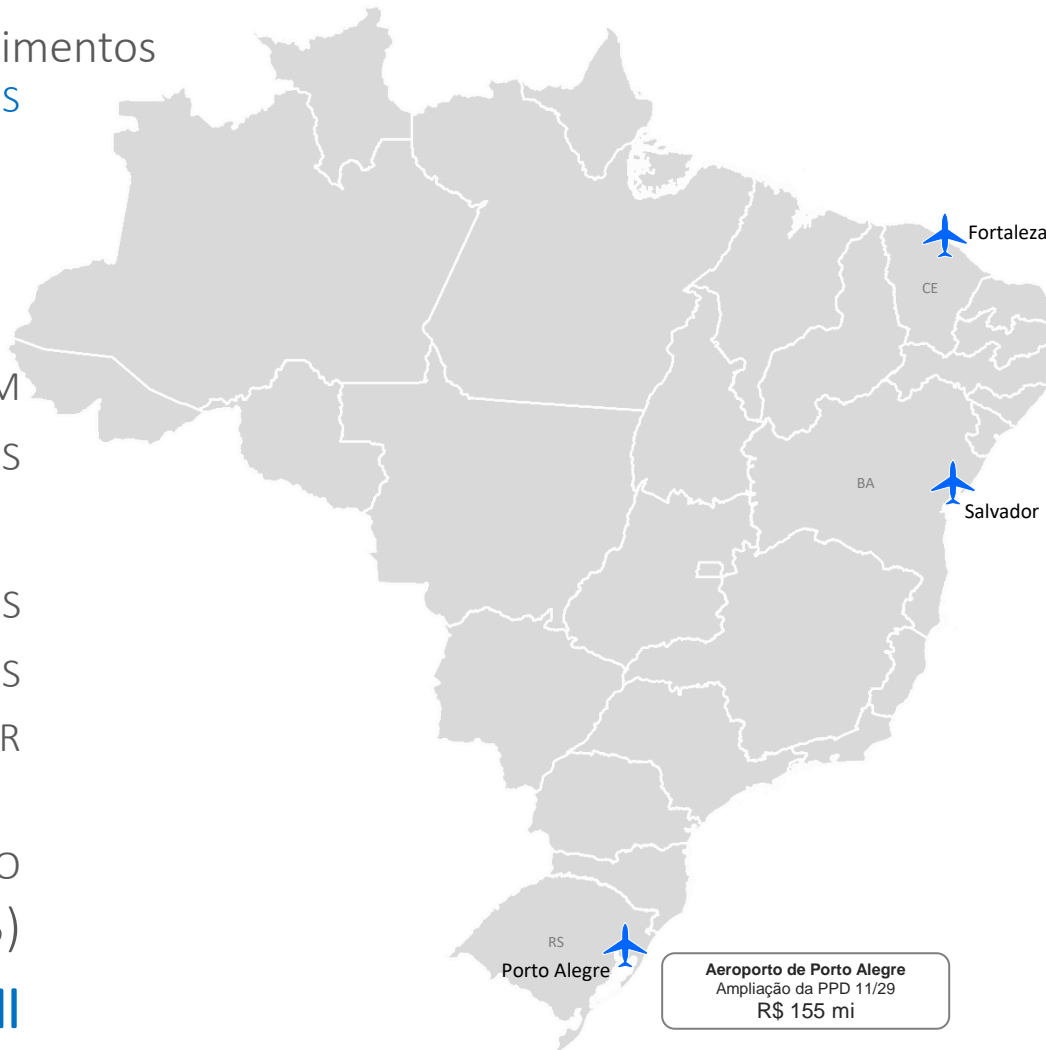 imentos
S
Fortaleza
CE
M
S
BA
Salvador
S
S
R
O
S)
RS
Porto Alegre
Aeroporto de Porto Alegre
Ampliação da PPD 11/29
R$ 155 mi